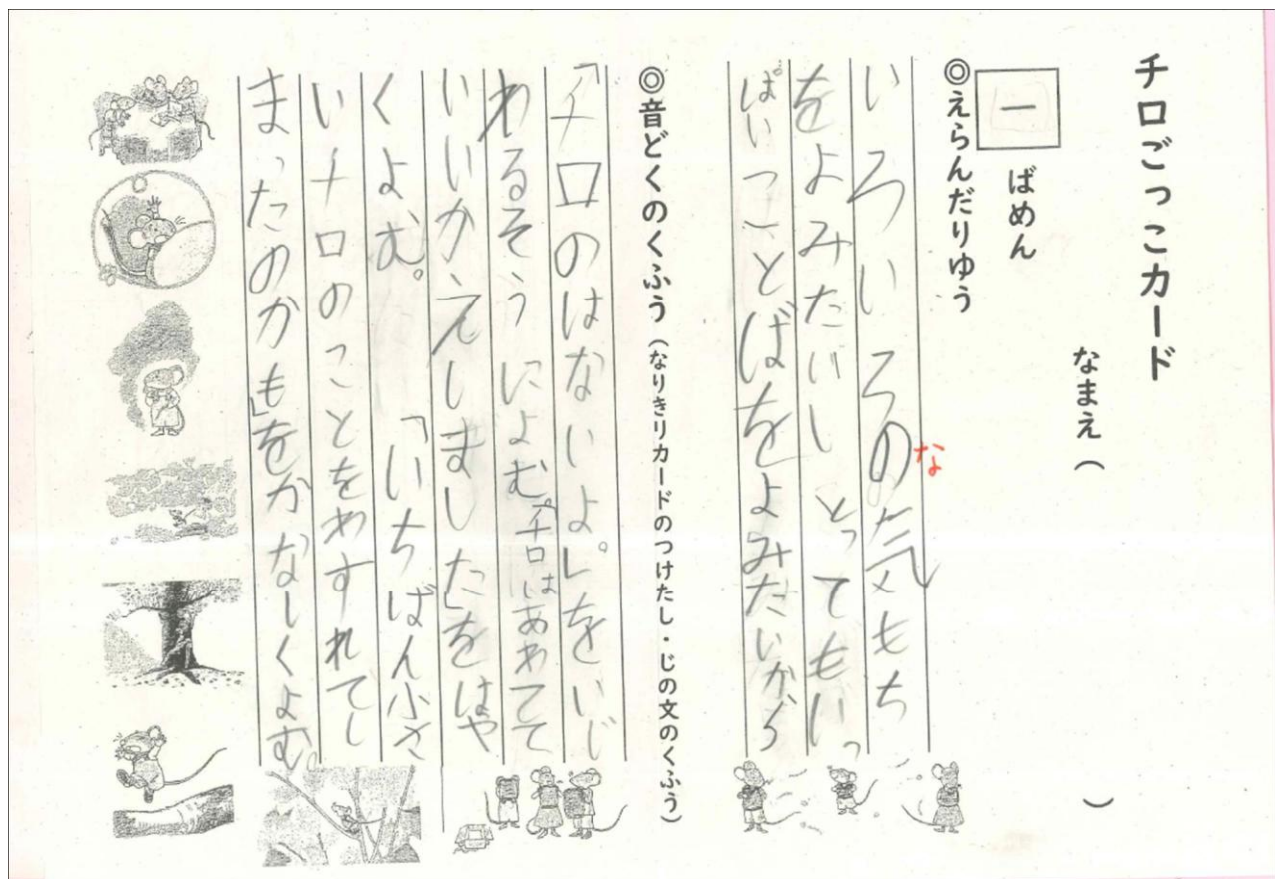 チロごっこカード
なまえ（　　　　）
一 ばめん
◎えらんだりゆう
いろいろの気もち
な
をよみたいしとってもいっ
ぱいことばをよみたいから
◎音どくのくふう（なりきりカードのつけたし・じの文のくふう）
「チロのはないよ。」をいじ
わるそうによむ。「チロはあわてて
いいかえしました」をはや
くよむ。「いちばん小さ
いチロのことをわすれてし
まったのかも」をかなしくよむ。